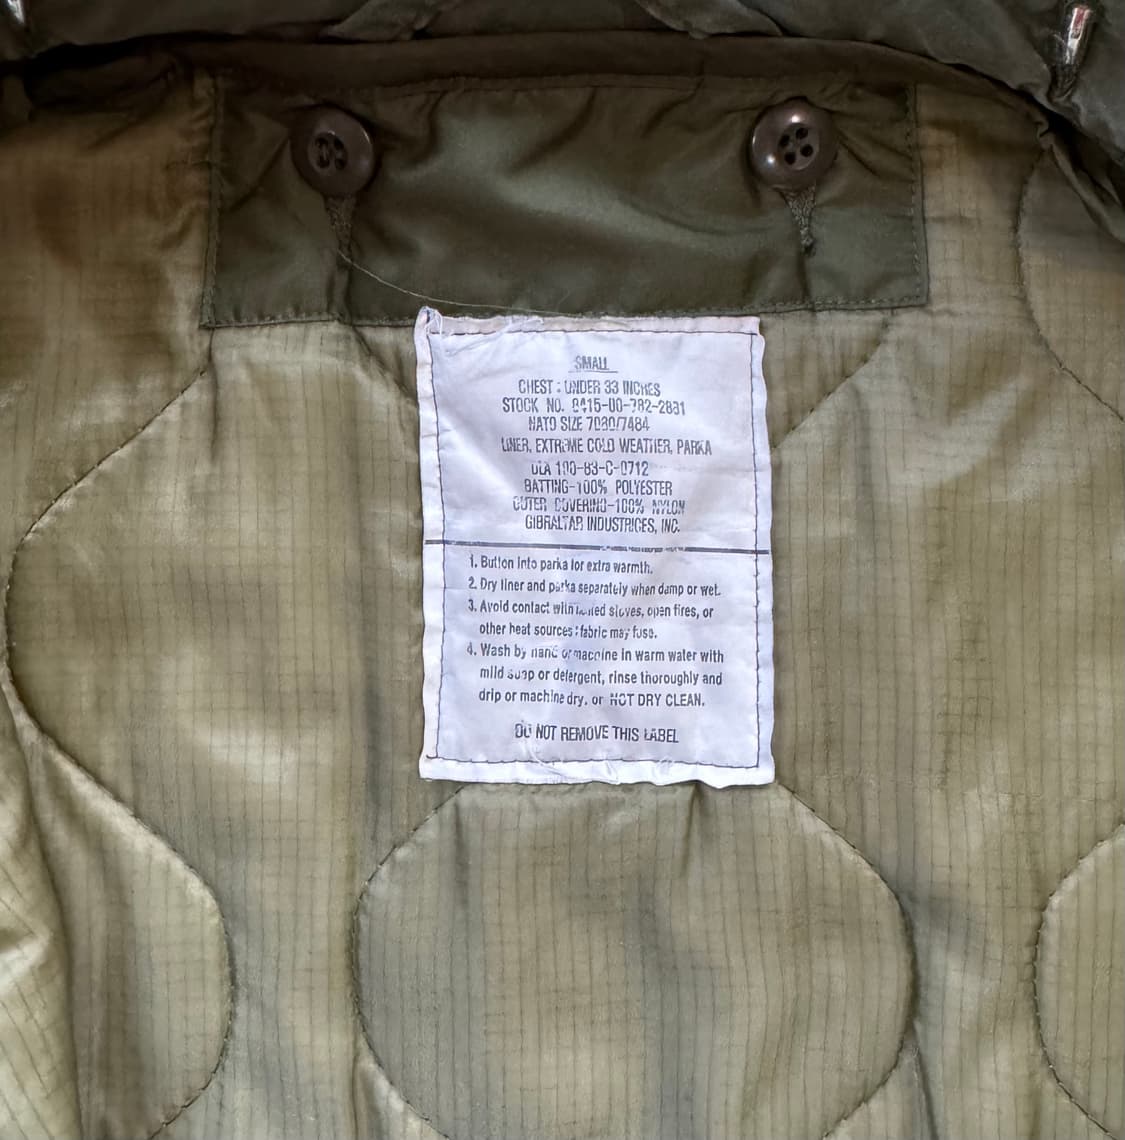 SMALL
CHEST: UNDER 33 INCHES
STOCK NO. 8415-00-782-2881
NATO SIZE 7080/7484
LINER, EXTREME COLD WEATHER, PARKA
DLA 100-83-C-0712
BATTING-100% POLYESTER
OUTER COVERING-100% NYLON
GIBRALTAR INDUSTRICES, INC.
1. Button into parka for extra warmth.
2. Dry liner and parka separately when damp or wet.
3. Avoid contact with heated stoves, open fires, or
other heat sources; fabric may fuse.
4. Wash by hand or machine in warm water with
mild soap or detergent, rinse thoroughly and
drip or machine dry. or NOT DRY CLEAN.
DO NOT REMOVE THIS LABEL